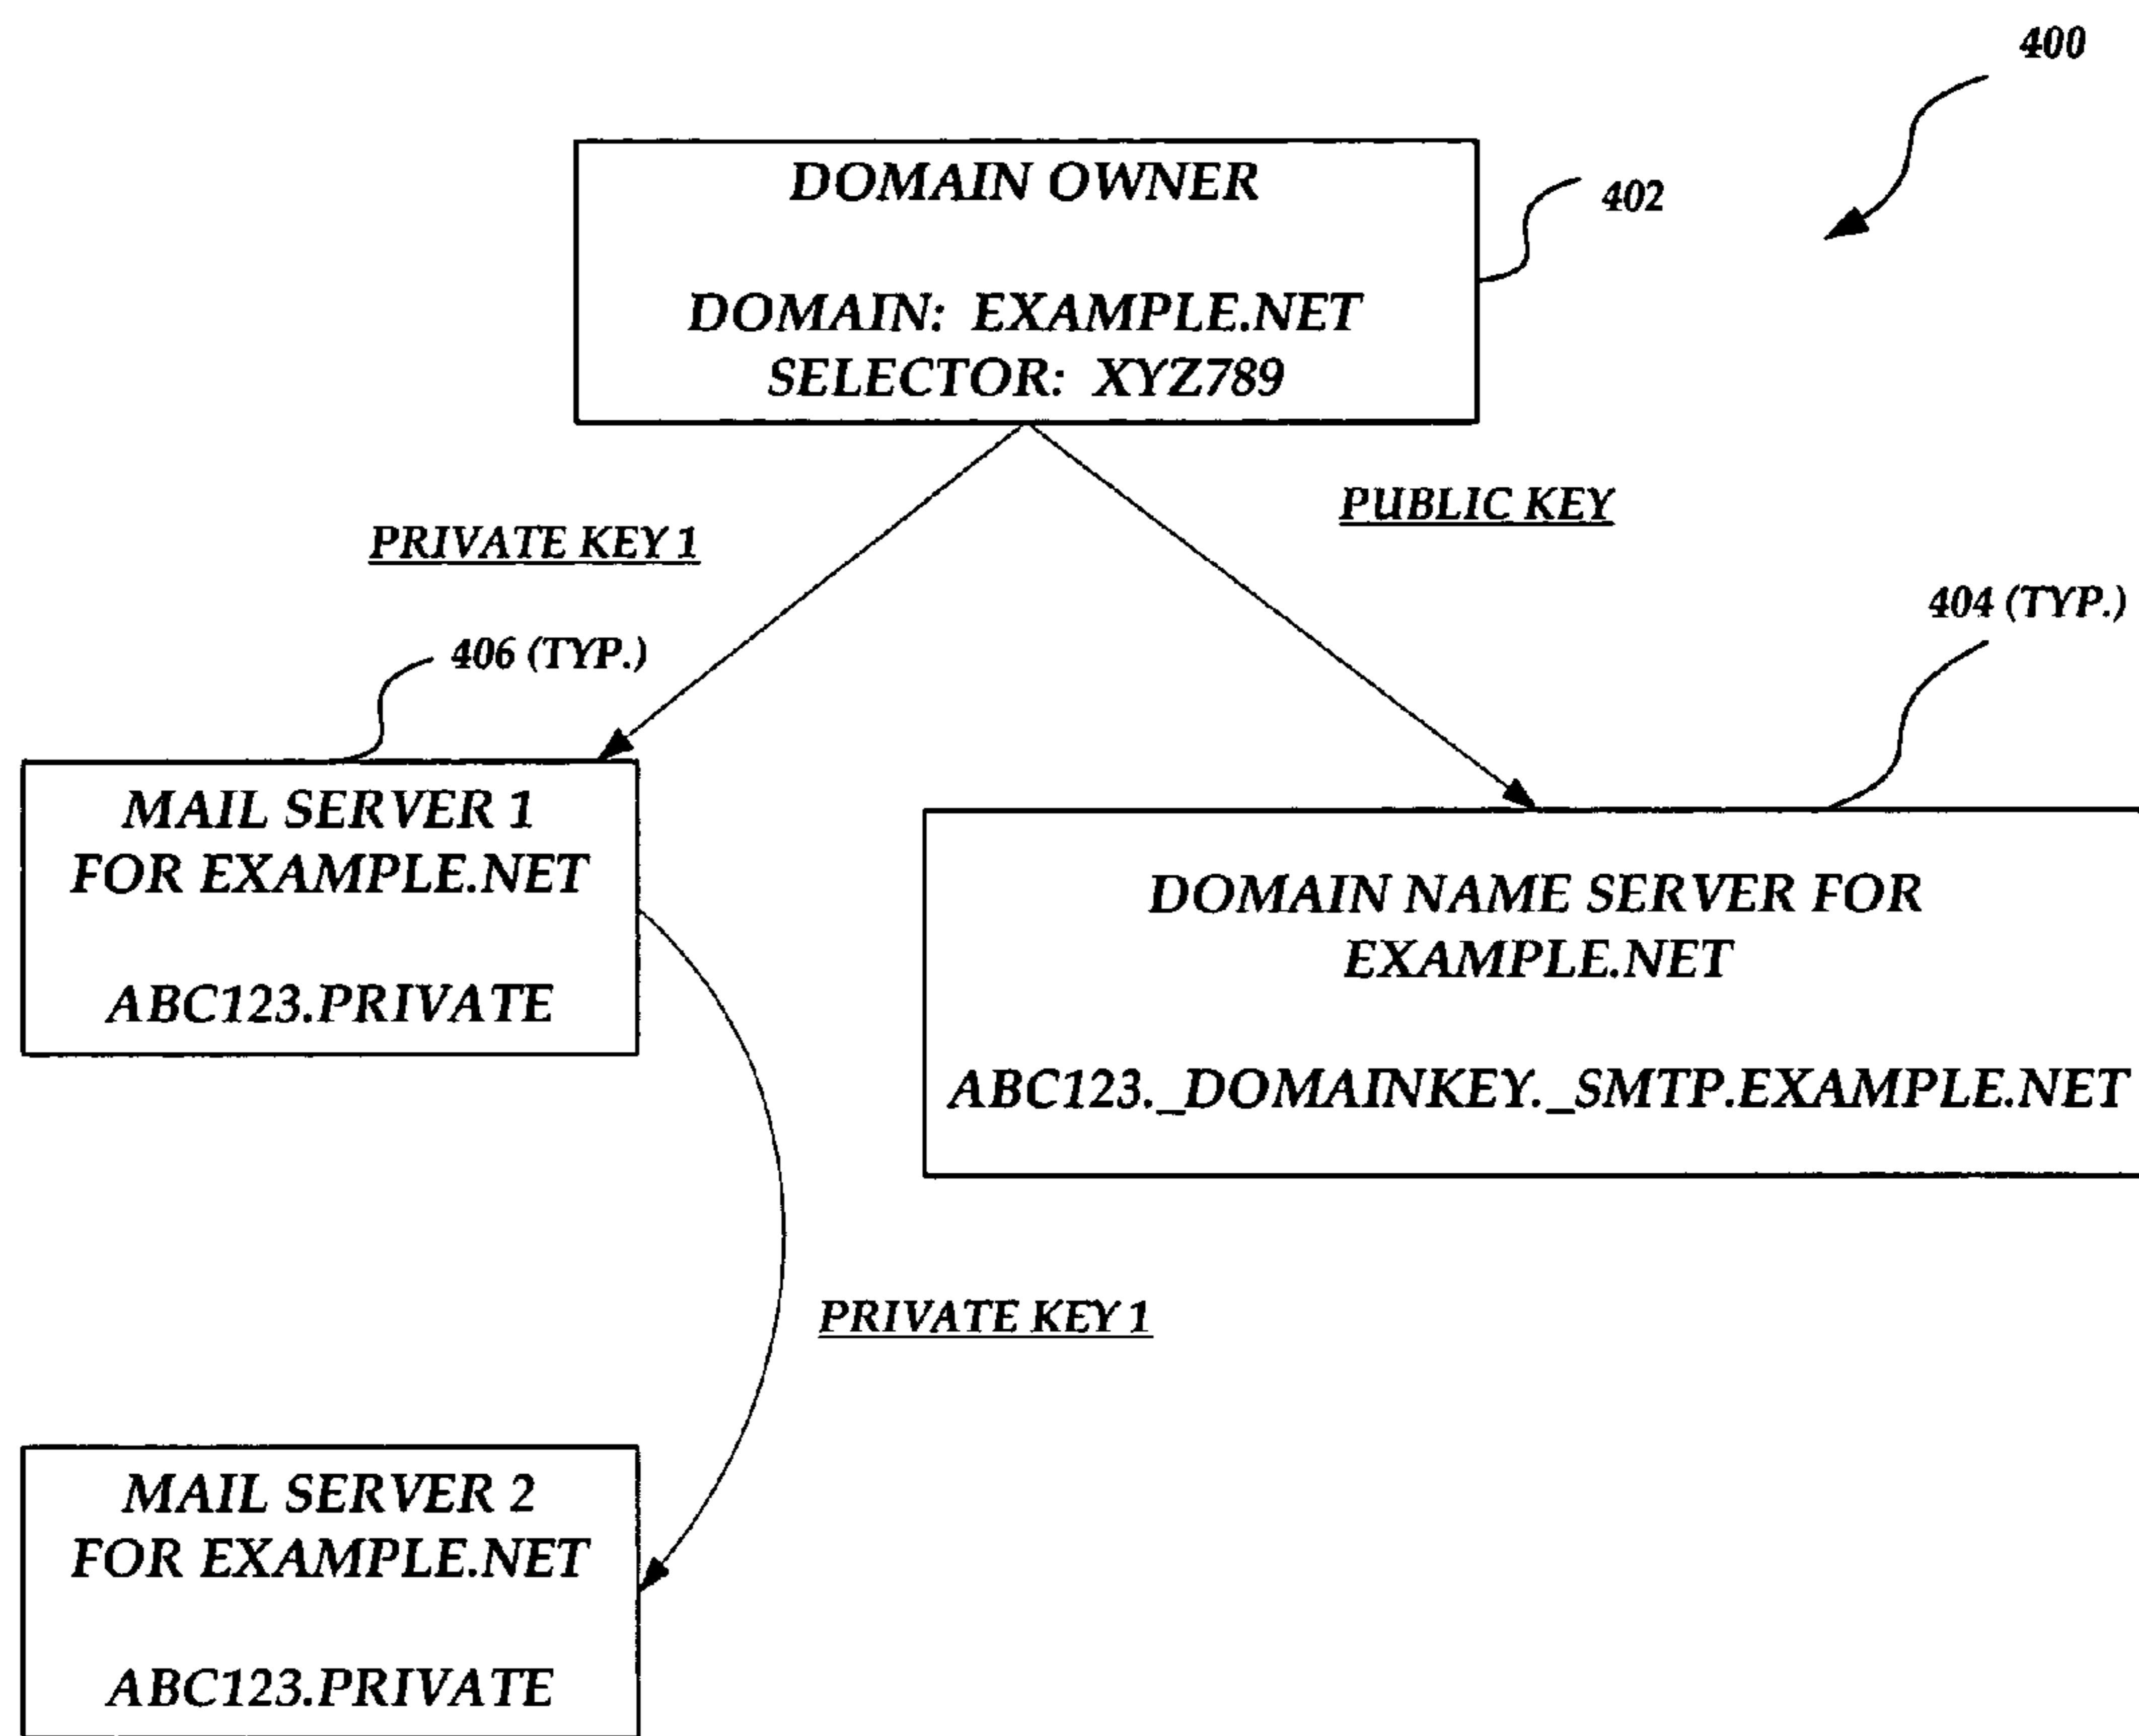 400
DOMAIN OWNER
402
DOMAIN: EXAMPLE.NET
SELECTOR: XYZ789
PUBLIC KEY
PRIVATE KEY 1
404 (TYP.)
406 (TYP.)
MAIL SERVER 1
FOR EXAMPLE.NET
ABC123.PRIVATE
DOMAIN NAME SERVER FOR
EXAMPLE.NET
ABC123._DOMAINKEY._SMTP.EXAMPLE.NET
PRIVATE KEY 1
MAIL SERVER 2
FOR EXAMPLE.NET
ABC123.PRIVATE